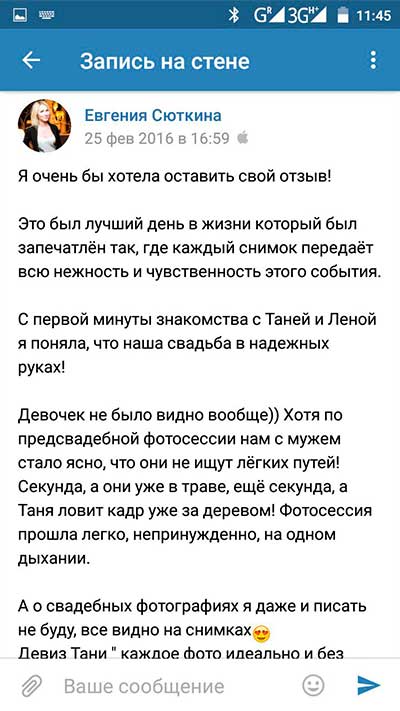 G R 3G H+ 11:45
Запись на стене
Евгения Сюткина
25 фев 2016 в 16:59
Я очень бы хотела оставить свой отзыв!
Это был лучший день в жизни который был
запечатлён так, где каждый снимок передаёт
всю нежность и чувственность этого события.
С первой минуты знакомства с Таней и Леной
я поняла, что наша свадьба в надежных
руках!
Девочек не было видно вообще)) Хотя по
предсвадебной фотосессии нам с мужем
стало ясно, что они не ищут лёгких путей!
Секунда, а они уже в траве, ещё секунда, а
Таня ловит кадр уже за деревом! Фотосессия
прошла легко, непринужденно, на одном
дыхании.
А о свадебных фотографиях я даже и писать
не буду, все видно на снимках😍
Девиз Тани " каждое фото идеально и без
Ваше сообщение